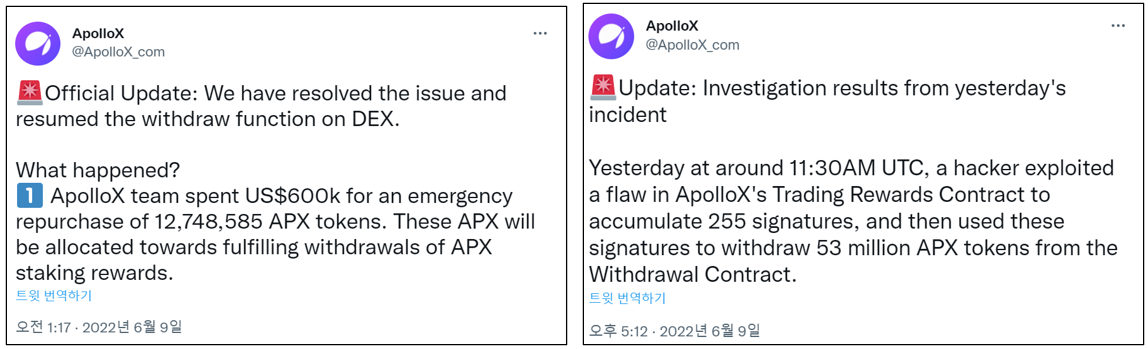 ApolloX
@ApolloX_com
🚨Official Update: We have resolved the issue and
resumed the withdraw function on DEX.
What happened?
1️⃣ ApolloX team spent US$600k for an emergency
repurchase of 12,748,585 APX tokens. These APX will
be allocated towards fulfilling withdrawals of APX
staking rewards.
트윗 번역하기
오전 1:17 · 2022년 6월 9일
ApolloX
@ApolloX_com
🚨Update: Investigation results from yesterday's
incident
Yesterday at around 11:30AM UTC, a hacker exploited
a flaw in ApolloX's Trading Rewards Contract to
accumulate 255 signatures, and then used these
signatures to withdraw 53 million APX tokens from the
Withdrawal Contract.
트윗 번역하기
오후 5:12 · 2022년 6월 9일